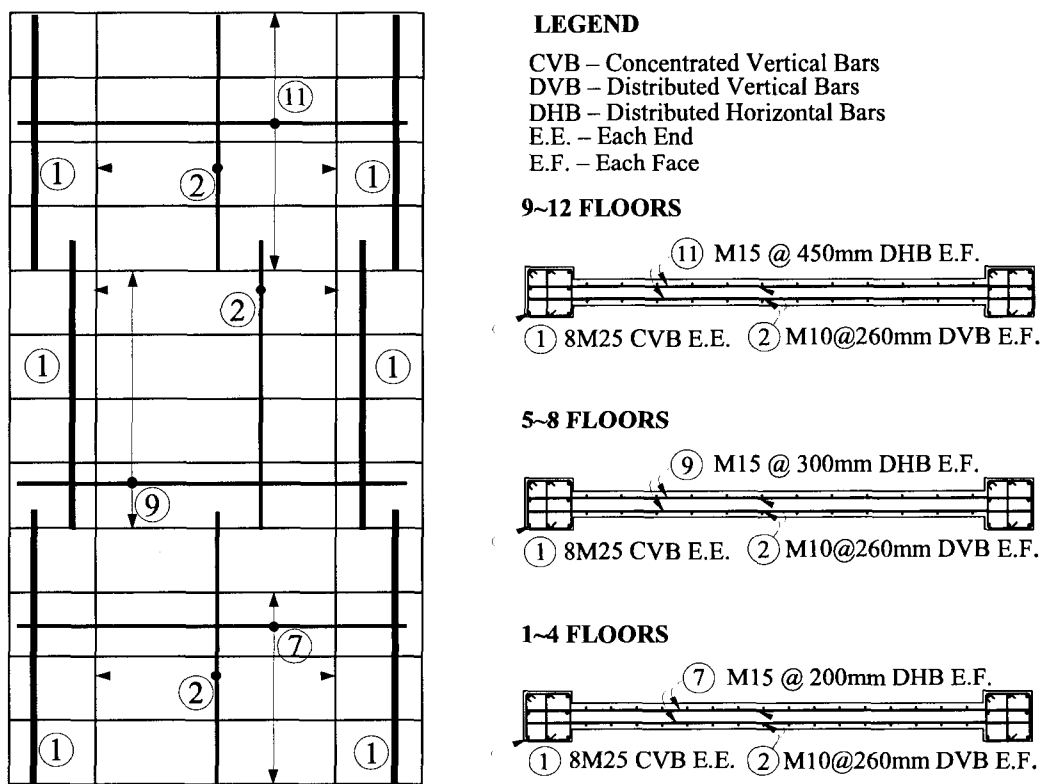 11
1
2
1
2
1
1
9
7
2
1
1
LEGEND
CVB – Concentrated Vertical Bars
DVB – Distributed Vertical Bars
DHB – Distributed Horizontal Bars
E.E. – Each End
E.F. – Each Face
9~12 FLOORS
11 M15 @ 450mm DHB E.F.
1 8M25 CVB E.E. 2 M10@260mm DVB E.F.
5~8 FLOORS
9 M15 @ 300mm DHB E.F.
1 8M25 CVB E.E. 2 M10@260mm DVB E.F.
1~4 FLOORS
7 M15 @ 200mm DHB E.F.
1 8M25 CVB E.E. 2 M10@260mm DVB E.F.